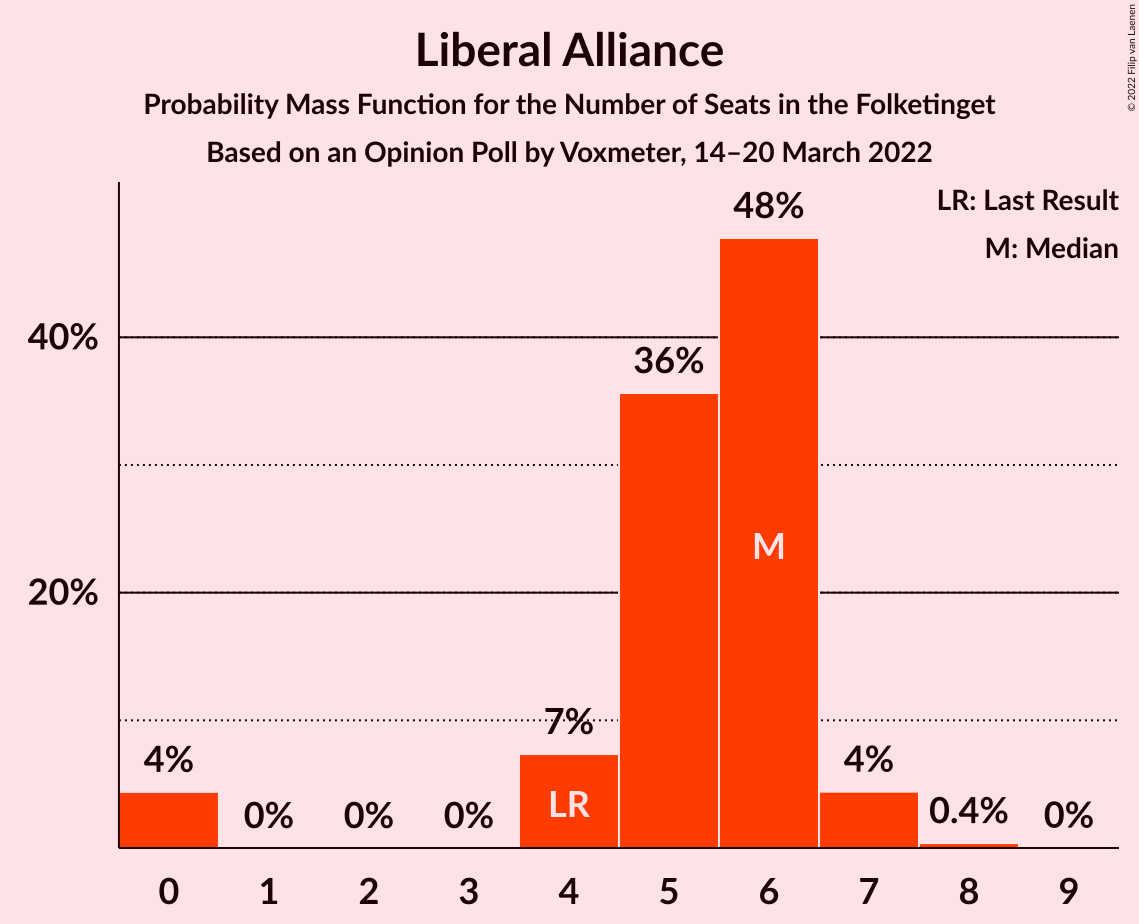 Liberal Alliance
Probability Mass Function for the Number of Seats in the Folketinget
Based on an Opinion Poll by Voxmeter, 14–20 March 2022
© 2022 Filip van Laenen
LR: Last Result
M: Median
48%
40%
36%
M
20%
7%
4%
4%
LR
0%
0%
0%
0.4%
0%
0 1 2 3 4 5 6 7 8 9